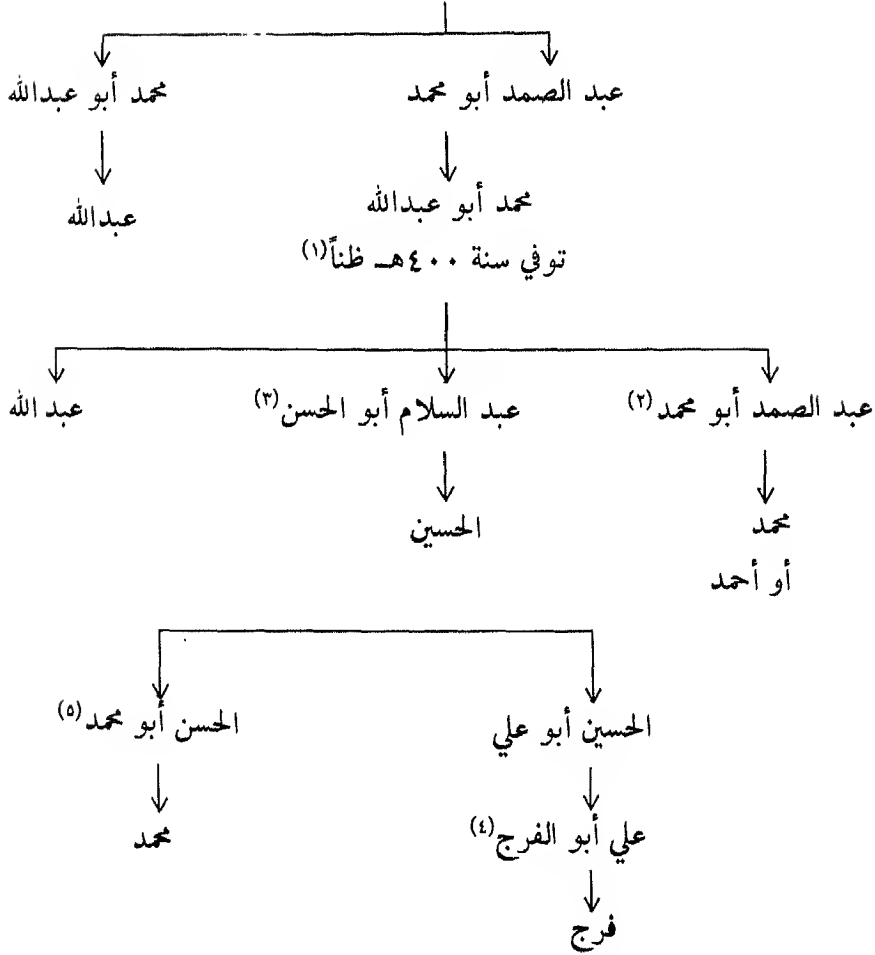 عبد الصمد أبو محمد
محمد أبو عبدالله
محمد أبو عبدالله
عبدالله
توفي سنة ٤٠٠هـ ظناً(١)
عبد الصمد أبو محمد(٢)
عبد السلام أبو الحسن(٣)
عبد الله
محمد
الحسين
أو أحمد
الحسين أبو علي
الحسن أبو محمد(٥)
علي أبو الفرج(٤)
محمد
فرج